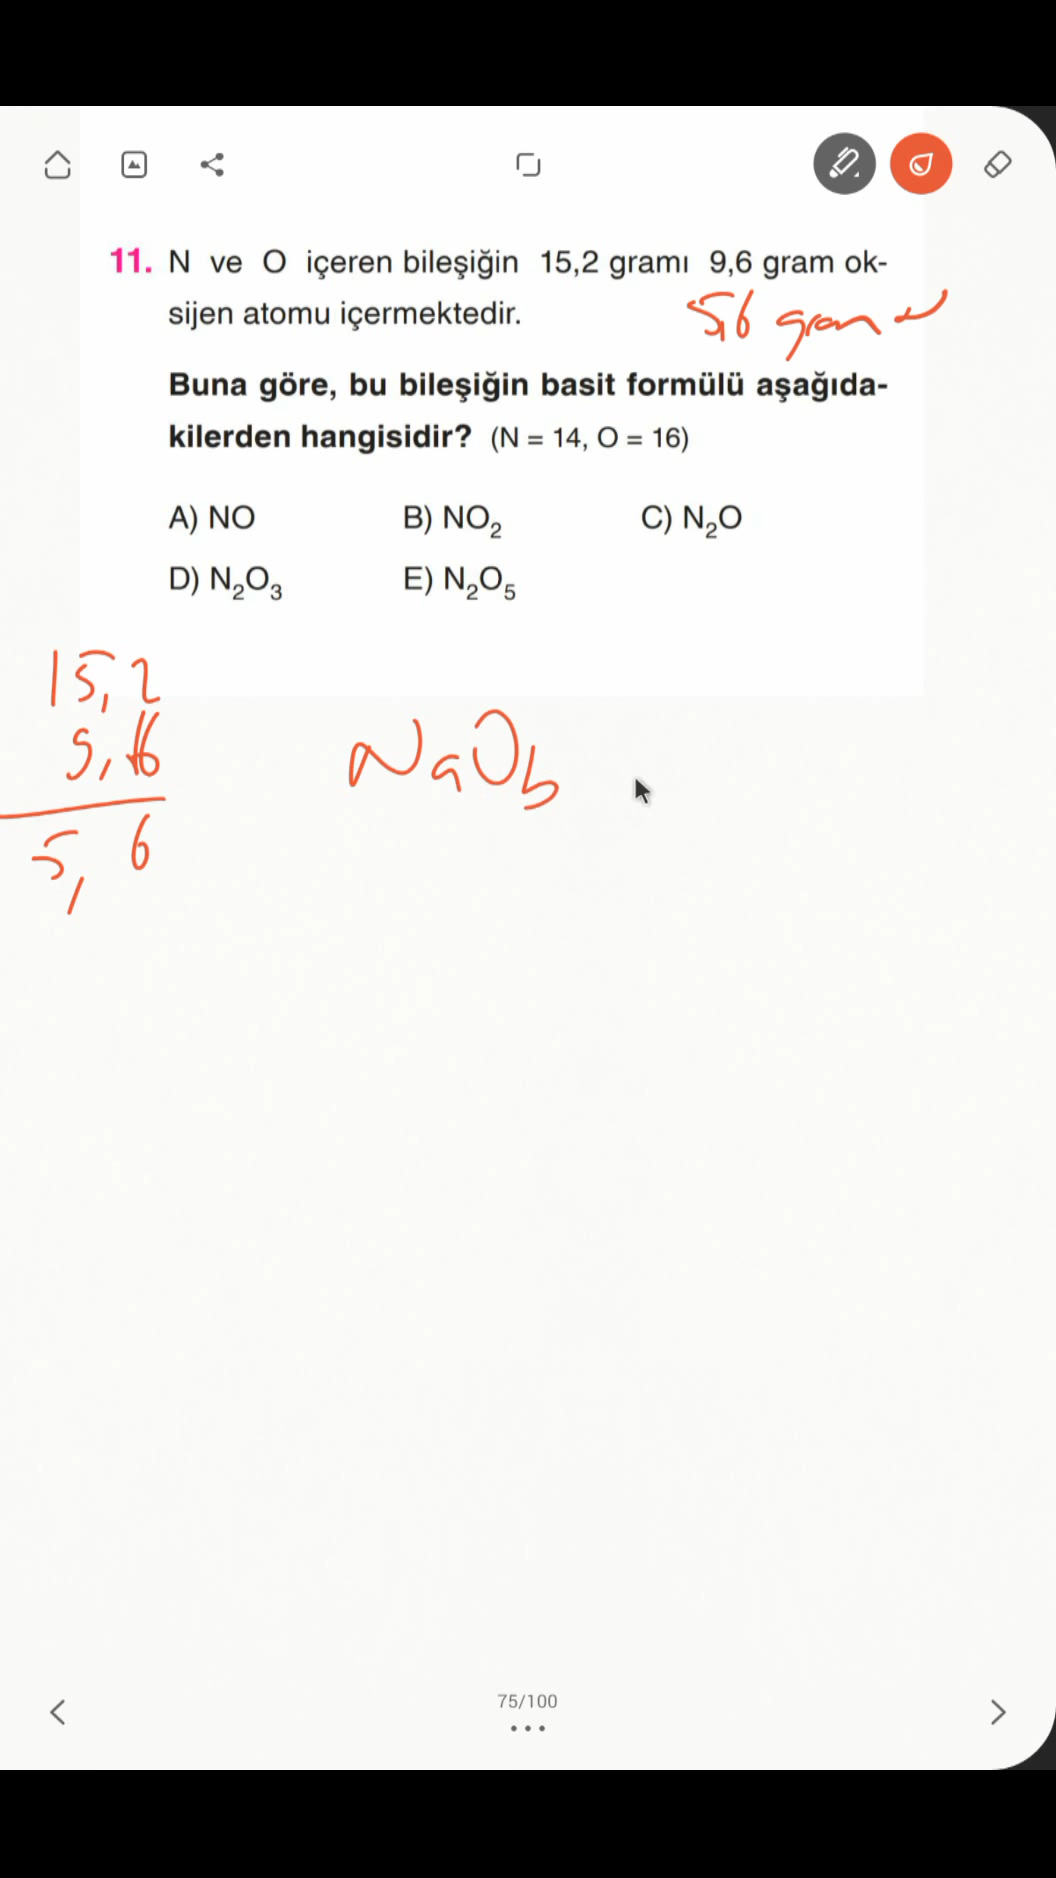 11. N ve O içeren bileşiğin 15,2 gramı 9,6 gram ok-
sijen atomu içermektedir.
5,6 gram N
Buna göre, bu bileşiğin basit formülü aşağıda-
kilerden hangisidir? (N = 14, O = 16)
A) NO B) NO₂ C) N₂O
D) N₂O₃ E) N₂O₅
15,2
9,6
5,6
NaOb
75/100